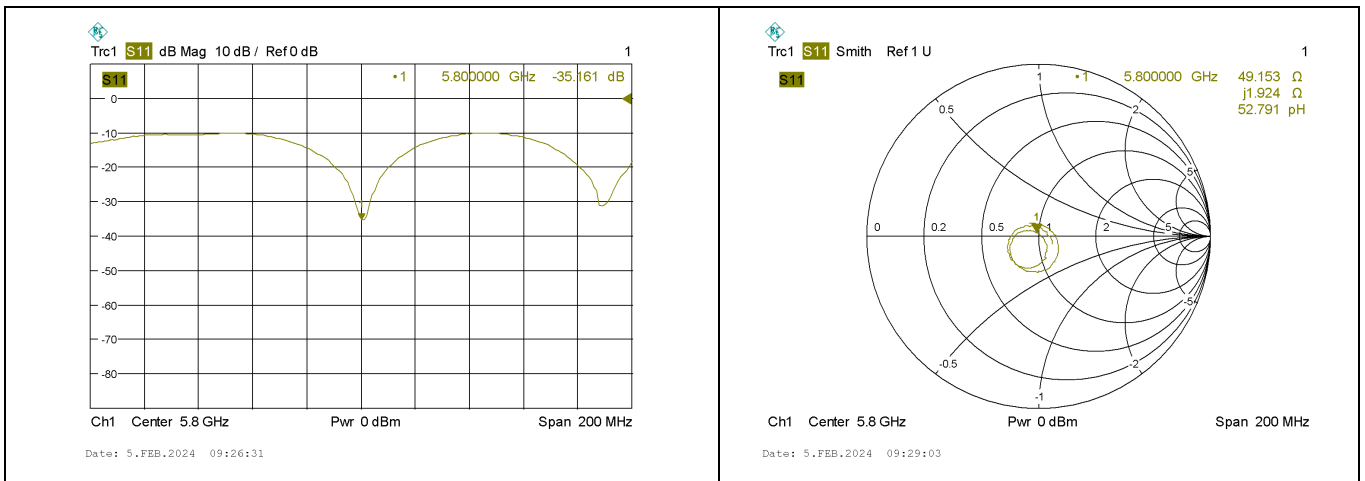 Trc1 S11 dB Mag 10 dB / Ref 0 dB 1
S11 •1 5.800000 GHz -35.161 dB
0
-10
-20
-30
-40
-50
-60
-70
-80
Ch1 Center 5.8 GHz Pwr 0 dBm Span 200 MHz
Date: 5.FEB.2024 09:26:31
Trc1 S11 Smith Ref 1 U 1
S11 •1 5.800000 GHz 49.153 Ω
j1.924 Ω
52.791 pH
1
0.5 2
5
1
0 0.2 0.5 1 2 5
-5
-0.5 -2
-1
Ch1 Center 5.8 GHz Pwr 0 dBm Span 200 MHz
Date: 5.FEB.2024 09:29:03